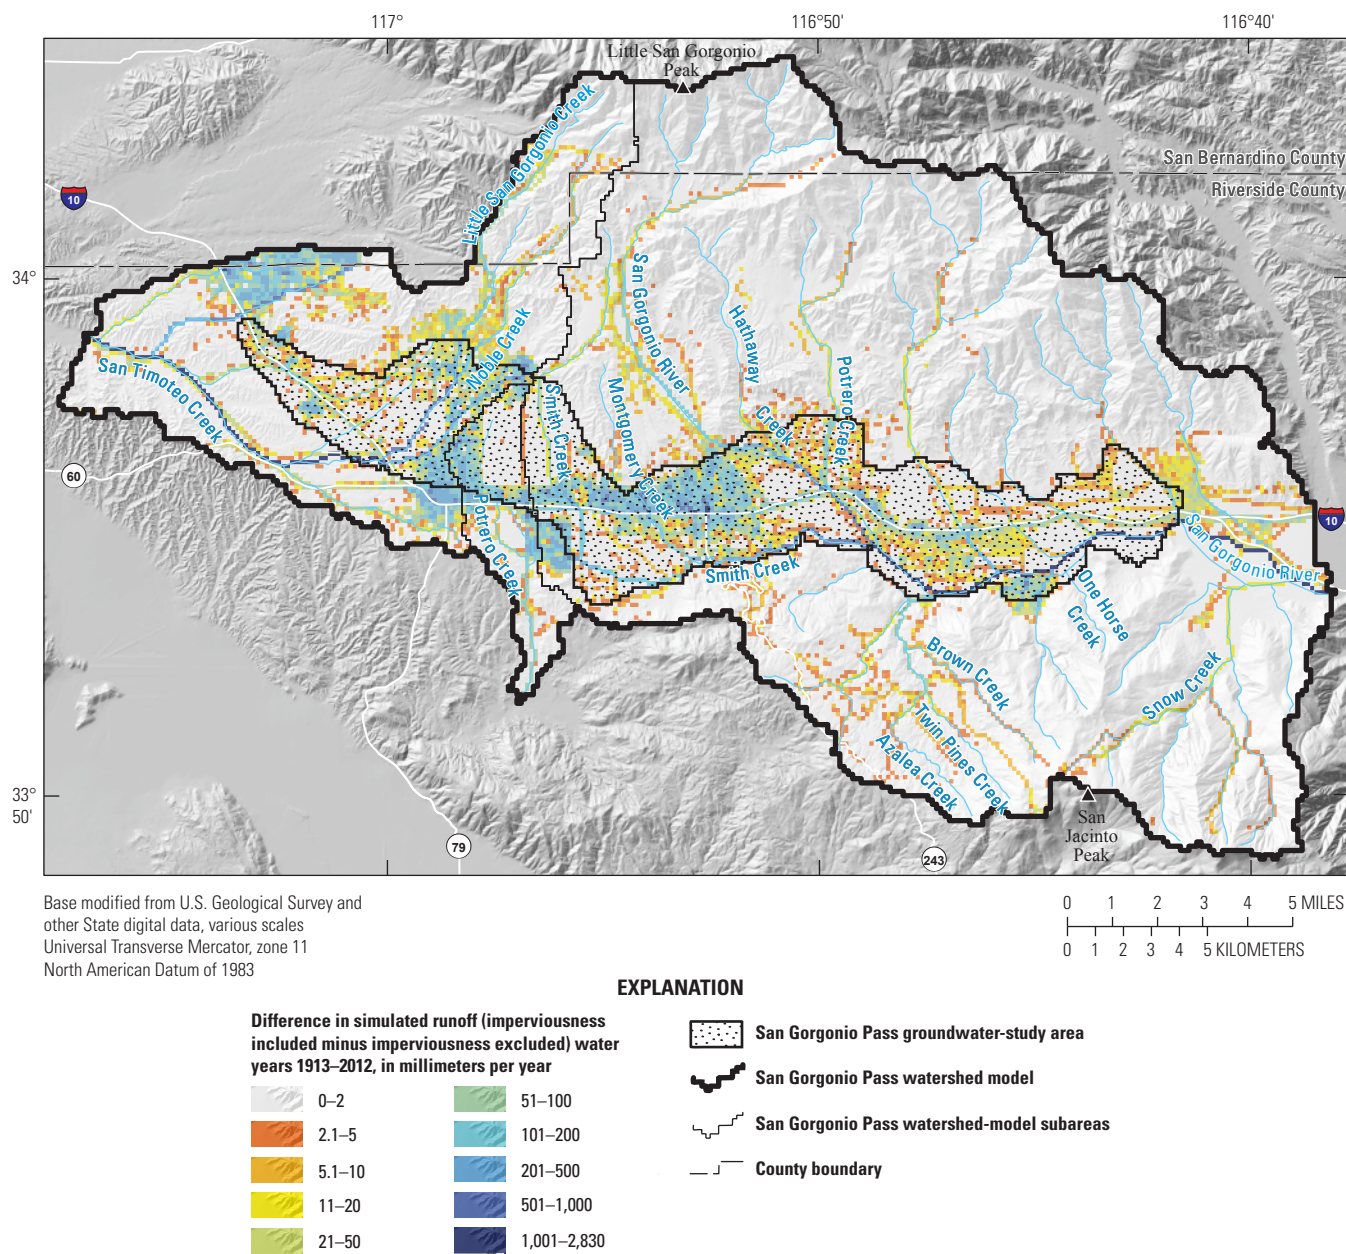 117°
116°50'
116°40'
Little San Gorgonio
Peak
San Bernardino County
Riverside County
10
Little San Gorgonio Creek
34°
San Gorgonio River
Hathaway
Creek
Noble Creek
Potrero Creek
San Timoteo Creek
Smith Creek
Montgomery Creek
60
10
Potrero Creek
San Gorgonio River
Smith Creek
One Horse
Creek
Brown Creek
Snow Creek
Twin Pines Creek
Azalea Creek
33°
50'
San
Jacinto
Peak
79
243
Base modified from U.S. Geological Survey and
other State digital data, various scales
Universal Transverse Mercator, zone 11
North American Datum of 1983
0 1 2 3 4 5 MILES
0 1 2 3 4 5 KILOMETERS
EXPLANATION
Difference in simulated runoff (imperviousness
included minus imperviousness excluded) water
years 1913–2012, in millimeters per year
0–2
2.1–5
5.1–10
11–20
21–50
51–100
101–200
201–500
501–1,000
1,001–2,830
San Gorgonio Pass groundwater-study area
San Gorgonio Pass watershed model
San Gorgonio Pass watershed-model subareas
County boundary